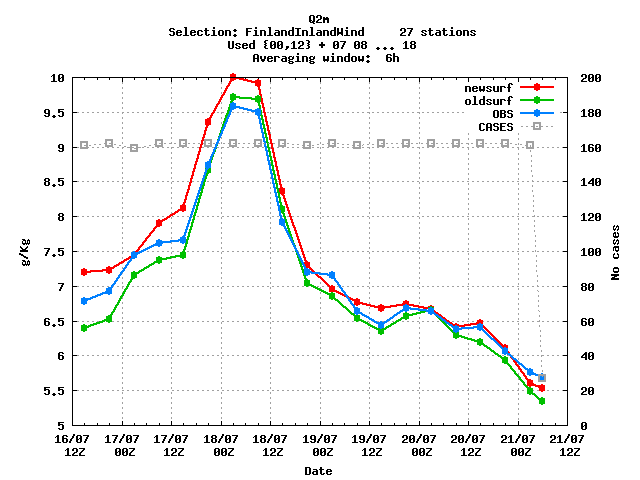 Q2m
Selection: FinlandInlandWind 27 stations
Used {00,12} + 07 08 ... 18
Averaging window: 6h
newsurf
oldsurf
OBS
CASES
10
9.5
9
8.5
8
7.5
7
6.5
6
5.5
5
200
180
160
140
120
100
80
60
40
20
0
g/Kg
No cases
16/07 17/07 17/07 18/07 18/07 19/07 19/07 20/07 20/07 21/07 21/07
12Z 00Z 12Z 00Z 12Z 00Z 12Z 00Z 12Z 00Z 12Z
Date